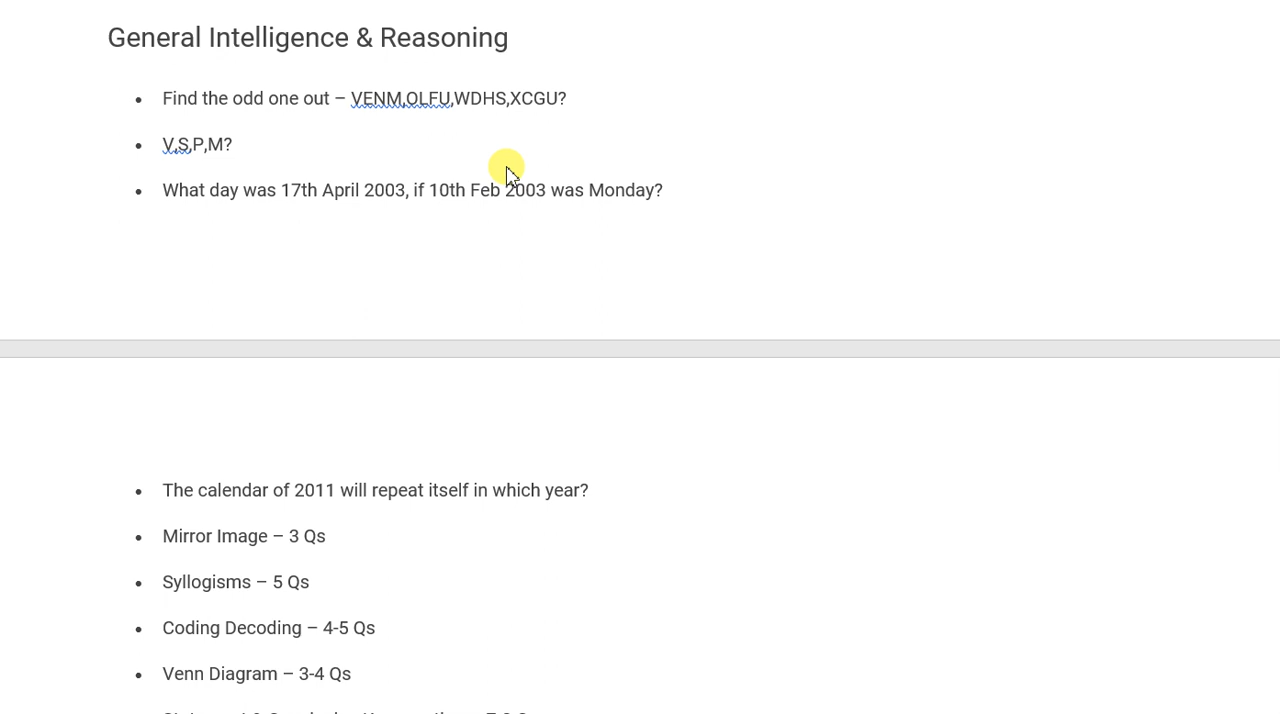 General Intelligence & Reasoning
• Find the odd one out – VENM,OLFU,WDHS,XCGU?
• V,S,P,M?
• What day was 17th April 2003, if 10th Feb 2003 was Monday?
• The calendar of 2011 will repeat itself in which year?
• Mirror Image – 3 Qs
• Syllogisms – 5 Qs
• Coding Decoding – 4-5 Qs
• Venn Diagram – 3-4 Qs